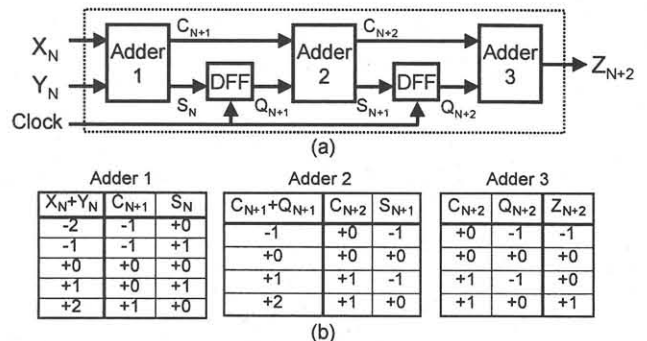 C_N+1 C_N+2
X_N Adder 1 Adder 2 Adder 3 Z_N+2
Y_N DFF DFF
S_N Q_N+1 S_N+1 Q_N+2
Clock
(a)
Adder 1 Adder 2 Adder 3
X_N+Y_N C_N+1 S_N C_N+1+Q_N+1 C_N+2 S_N+1 C_N+2 Q_N+2 Z_N+2
-2 -1 +0 -1 +0 -1 +0 -1 -1
-1 -1 +1 +0 +0 +0 +0 +0 +0
+0 +0 +0 +1 +1 -1 +1 -1 +0
+1 +0 +1 +2 +1 +0 +1 +0 +1
+2 +1 +0
(b)